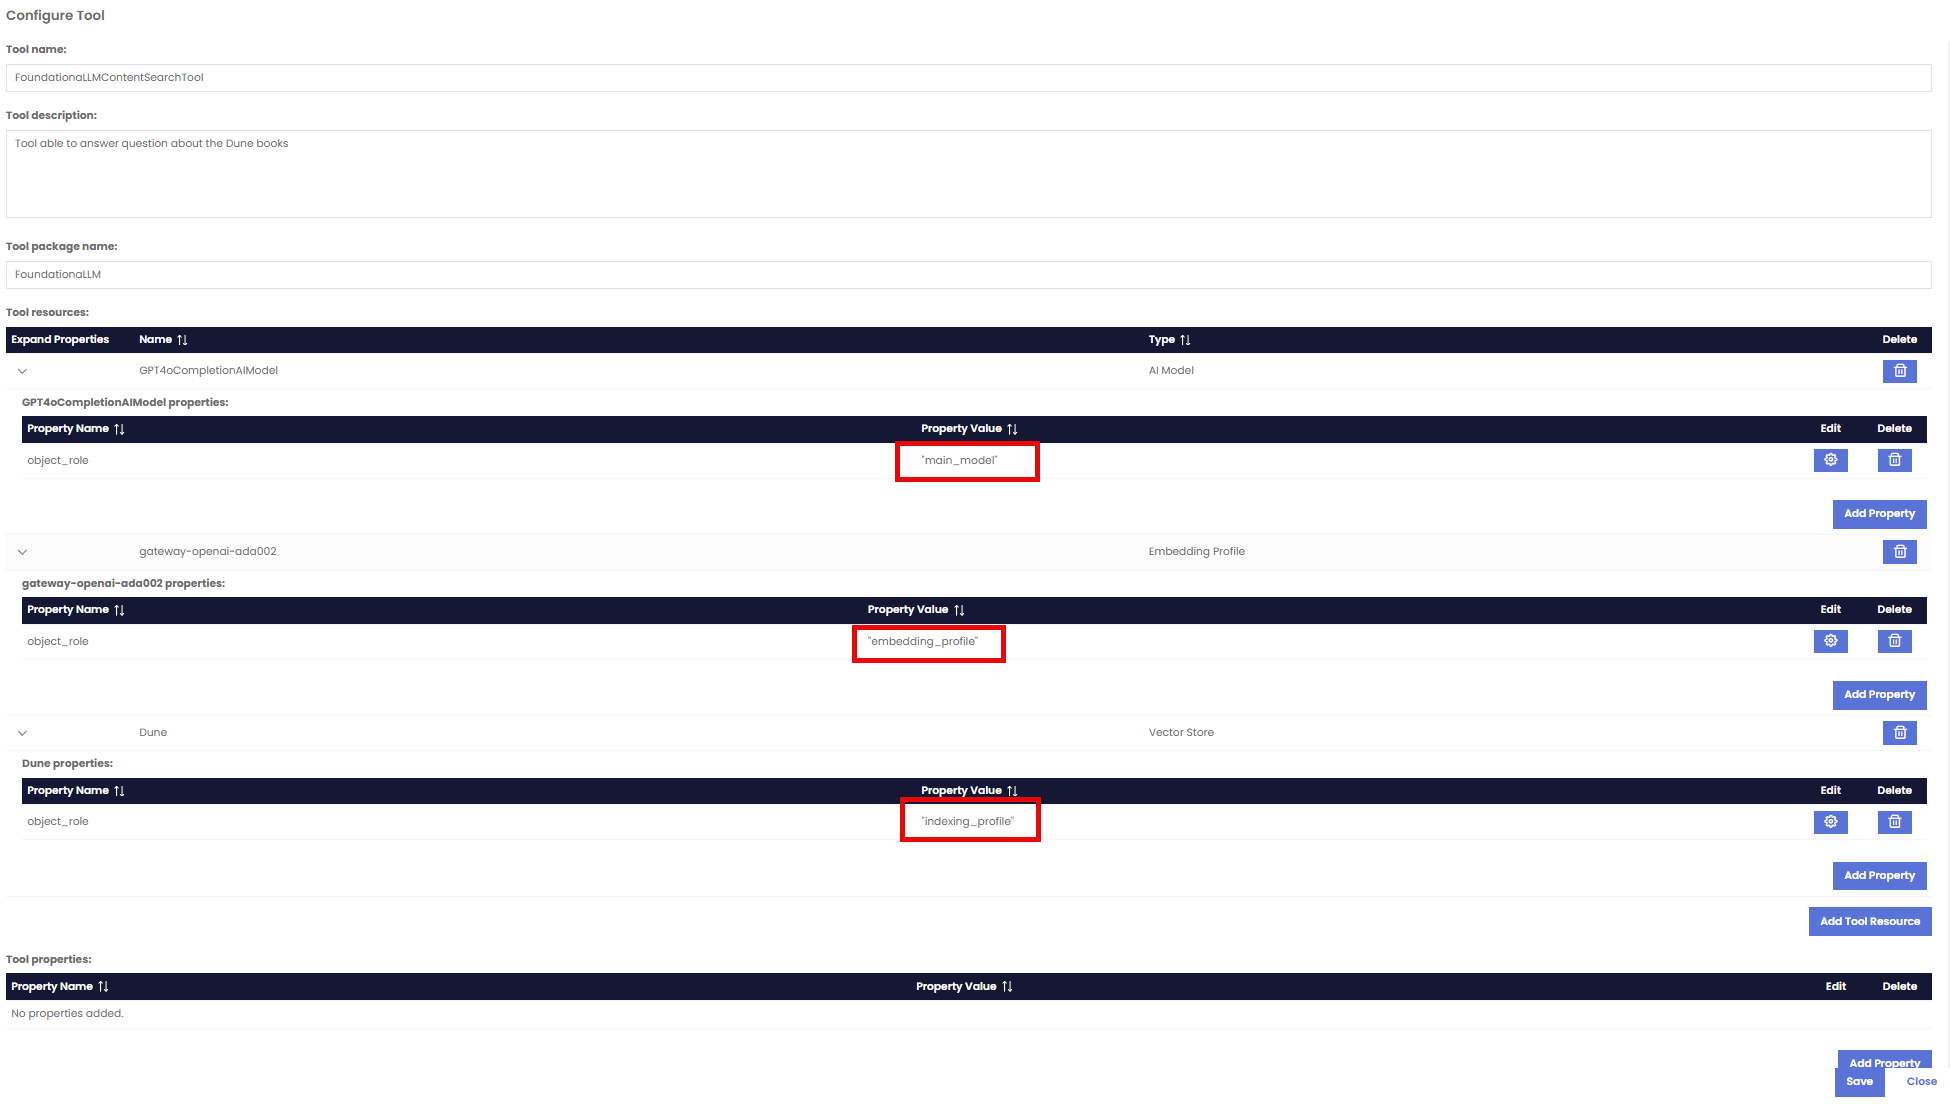 Configure Tool
Tool name:
FoundationaLLMContentSearchTool
Tool description:
Tool able to answer question about the Dune books
Tool package name:
FoundationaLLM
Tool resources:
Expand Properties Name Type Delete
GPT4oCompletionAIModel AI Model
GPT4oCompletionAIModel properties:
Property Name Property Value Edit Delete
object_role "main_model"
Add Property
gateway-openai-ada002 Embedding Profile
gateway-openai-ada002 properties:
Property Name Property Value Edit Delete
object_role "embedding_profile"
Add Property
Dune Vector Store
Dune properties:
Property Name Property Value Edit Delete
object_role "indexing_profile"
Add Property
Add Tool Resource
Tool properties:
Property Name Property Value Edit Delete
No properties added.
Add Property
Save Close